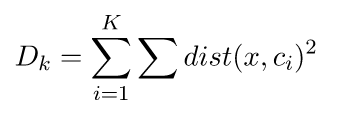 $D_k = \sum_{i=1}^{K} \sum dist(x, c_i)^2$